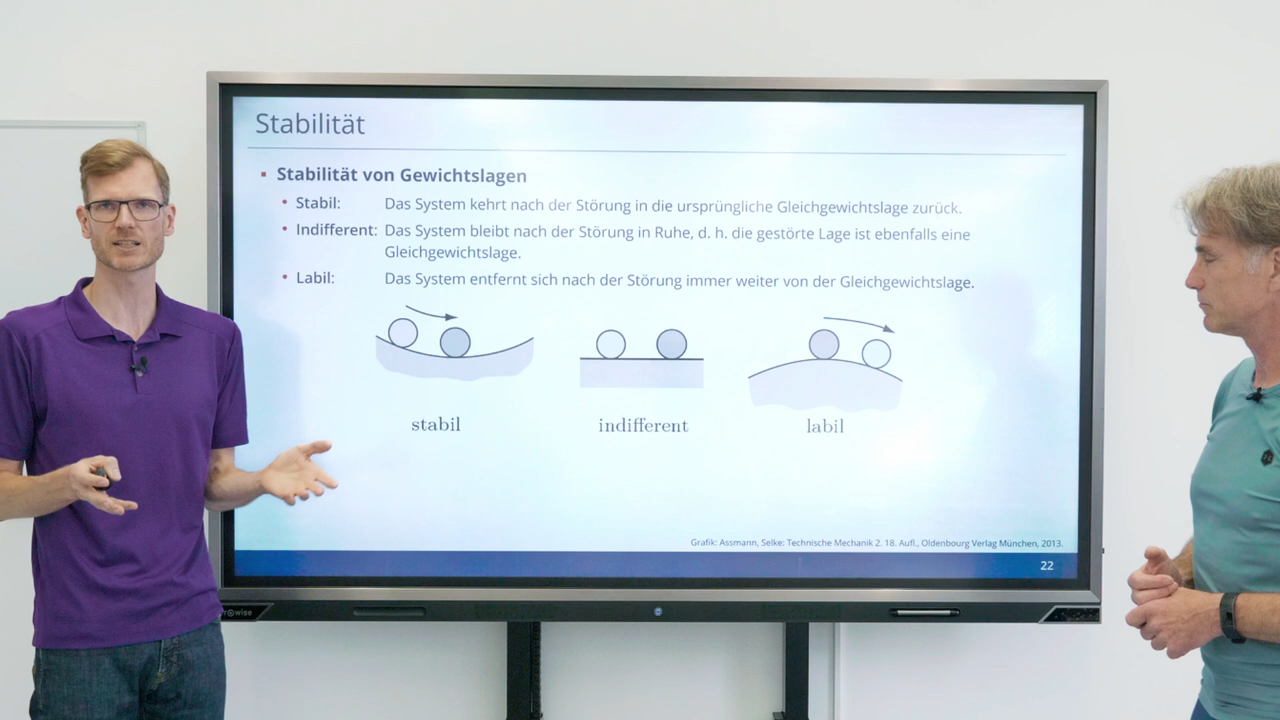 Stabilität
Stabilität von Gewichtslagen
Stabil: Das System kehrt nach der Störung in die ursprüngliche Gleichgewichtslage zurück.
Indifferent: Das System bleibt nach der Störung in Ruhe, d. h. die gestörte Lage ist ebenfalls eine
Gleichgewichtslage.
Labil: Das System entfernt sich nach der Störung immer weiter von der Gleichgewichtslage.
stabil indifferent labil
Grafik: Assmann, Selke: Technische Mechanik 2. 18. Aufl., Oldenbourg Verlag München, 2013.
22